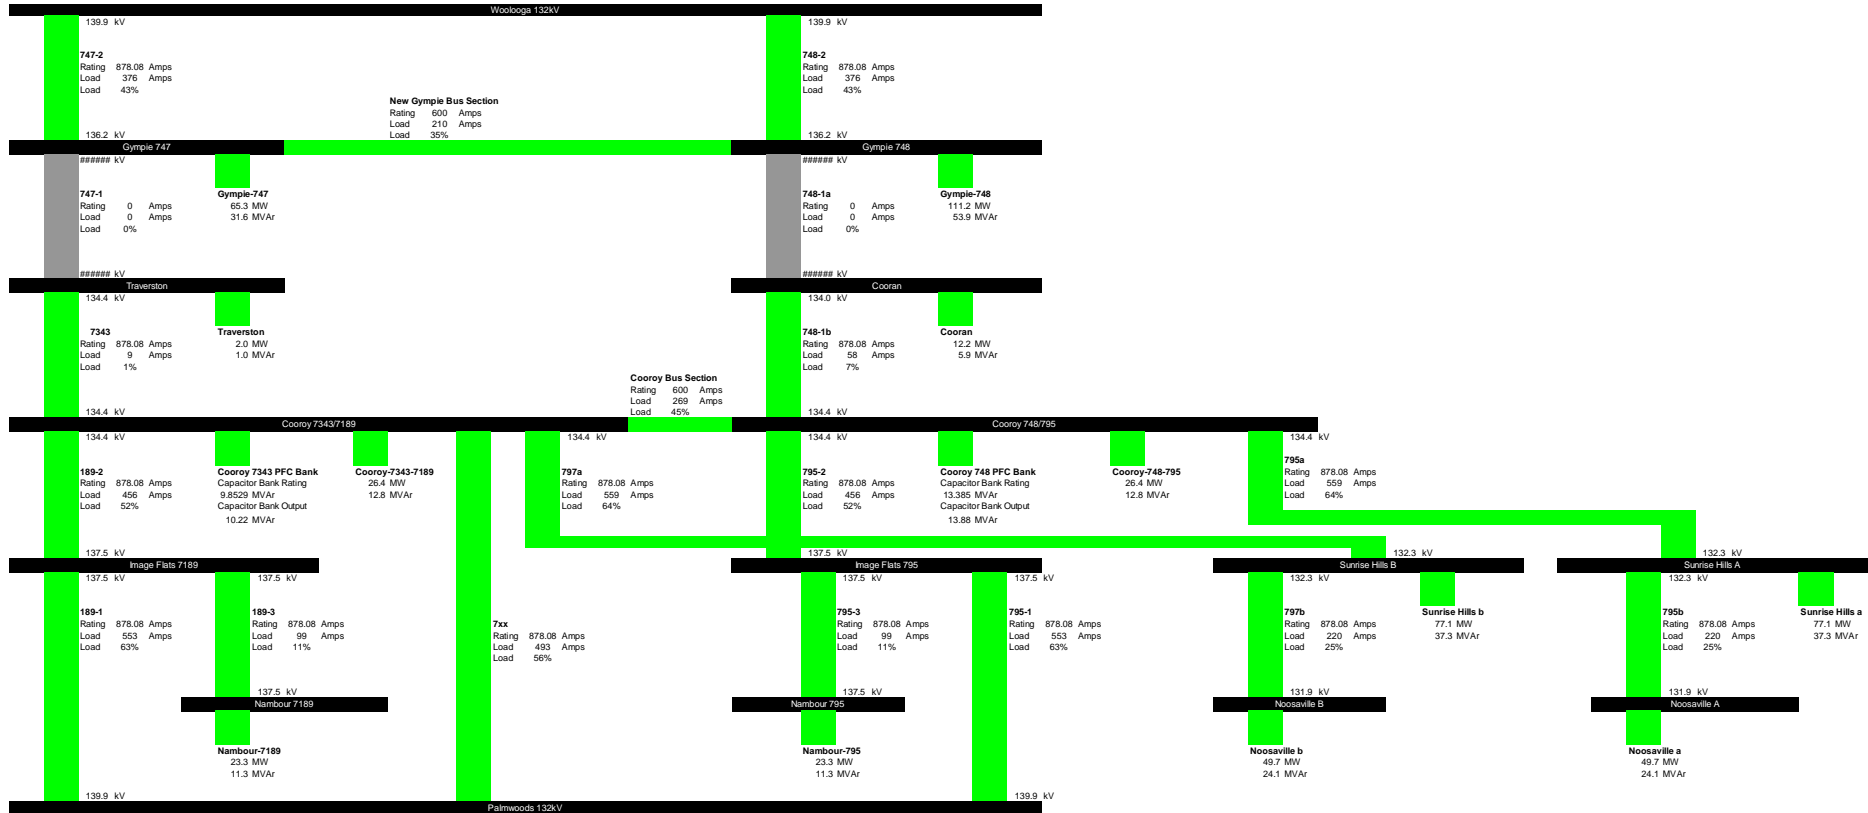 Woolooga 132kV
139.9 kV
139.9 kV
747-2
Rating 878.08 Amps
Load 376 Amps
Load 43%
748-2
Rating 878.08 Amps
Load 376 Amps
Load 43%
New Gympie Bus Section
Rating 600 Amps
Load 210 Amps
Load 35%
136.2 kV
136.2 kV
Gympie 747
Gympie 748
###### kV
###### kV
747-1
Rating 0 Amps
Load 0 Amps
Load 0%
Gympie-747
65.3 MW
31.6 MVAr
748-1a
Rating 0 Amps
Load 0 Amps
Load 0%
Gympie-748
111.2 MW
53.9 MVAr
###### kV
###### kV
Traverston
Cooran
134.4 kV
134.0 kV
7343
Rating 878.08 Amps
Load 9 Amps
Load 1%
Traverston
2.0 MW
1.0 MVAr
748-1b
Rating 878.08 Amps
Load 58 Amps
Load 7%
Cooran
12.2 MW
5.9 MVAr
Cooroy Bus Section
Rating 600 Amps
Load 269 Amps
Load 45%
134.4 kV
134.4 kV
Cooroy 7343/7189
Cooroy 748/795
134.4 kV
134.4 kV
134.4 kV
134.4 kV
189-2
Rating 878.08 Amps
Load 456 Amps
Load 52%
Cooroy 7343 PFC Bank
Capacitor Bank Rating
9.8529 MVAr
Capacitor Bank Output
10.22 MVAr
Cooroy-7343-7189
26.4 MW
12.8 MVAr
797a
Rating 878.08 Amps
Load 559 Amps
Load 64%
795-2
Rating 878.08 Amps
Load 456 Amps
Load 52%
Cooroy 748 PFC Bank
Capacitor Bank Rating
13.385 MVAr
Capacitor Bank Output
13.88 MVAr
Cooroy-748-795
26.4 MW
12.8 MVAr
795a
Rating 878.08 Amps
Load 559 Amps
Load 64%
137.5 kV
137.5 kV
132.3 kV
132.3 kV
Image Flats 7189
Image Flats 795
Sunrise Hills B
Sunrise Hills A
137.5 kV
137.5 kV
137.5 kV
137.5 kV
132.3 kV
132.3 kV
189-1
Rating 878.08 Amps
Load 553 Amps
Load 63%
189-3
Rating 878.08 Amps
Load 99 Amps
Load 11%
7xx
Rating 878.08 Amps
Load 493 Amps
Load 56%
795-3
Rating 878.08 Amps
Load 99 Amps
Load 11%
795-1
Rating 878.08 Amps
Load 553 Amps
Load 63%
797b
Rating 878.08 Amps
Load 220 Amps
Load 25%
Sunrise Hills b
77.1 MW
37.3 MVAr
795b
Rating 878.08 Amps
Load 220 Amps
Load 25%
Sunrise Hills a
77.1 MW
37.3 MVAr
137.5 kV
137.5 kV
131.9 kV
131.9 kV
Nambour 7189
Nambour 795
Noosaville B
Noosaville A
Nambour-7189
23.3 MW
11.3 MVAr
Nambour-795
23.3 MW
11.3 MVAr
Noosaville b
49.7 MW
24.1 MVAr
Noosaville a
49.7 MW
24.1 MVAr
139.9 kV
139.9 kV
Palmwoods 132kV